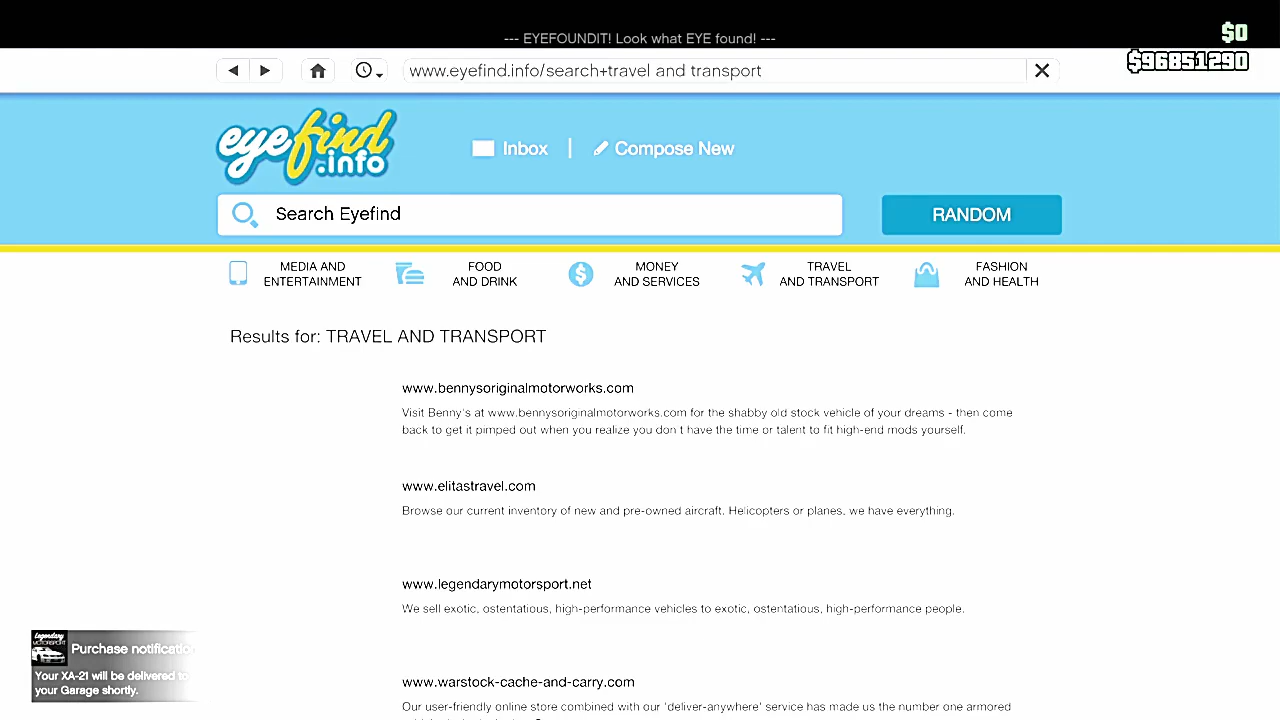 --- EYEFOUNDIT! Look what EYE found! ---
$0
$96851290
www.eyefind.info/search+travel and transport
eyefind
.info
Inbox | Compose New
Search Eyefind
RANDOM
MEDIA AND
ENTERTAINMENT
FOOD
AND DRINK
MONEY
AND SERVICES
TRAVEL
AND TRANSPORT
FASHION
AND HEALTH
Results for: TRAVEL AND TRANSPORT
www.bennysoriginalmotorworks.com
Visit Benny's at www.bennysoriginalmotorworks.com for the shabby old stock vehicle of your dreams - then come
back to get it pimped out when you realize you don t have the time or talent to fit high-end mods yourself.
www.elitastravel.com
Browse our current inventory of new and pre-owned aircraft. Helicopters or planes, we have everything.
www.legendarymotorsport.net
We sell exotic, ostentatious, high-performance vehicles to exotic, ostentatious, high-performance people.
Legendary
MOTORSPORT
Purchase notification
Your XA-21 will be delivered to
your Garage shortly.
www.warstock-cache-and-carry.com
Our user-friendly online store combined with our 'deliver-anywhere' service has made us the number one armored